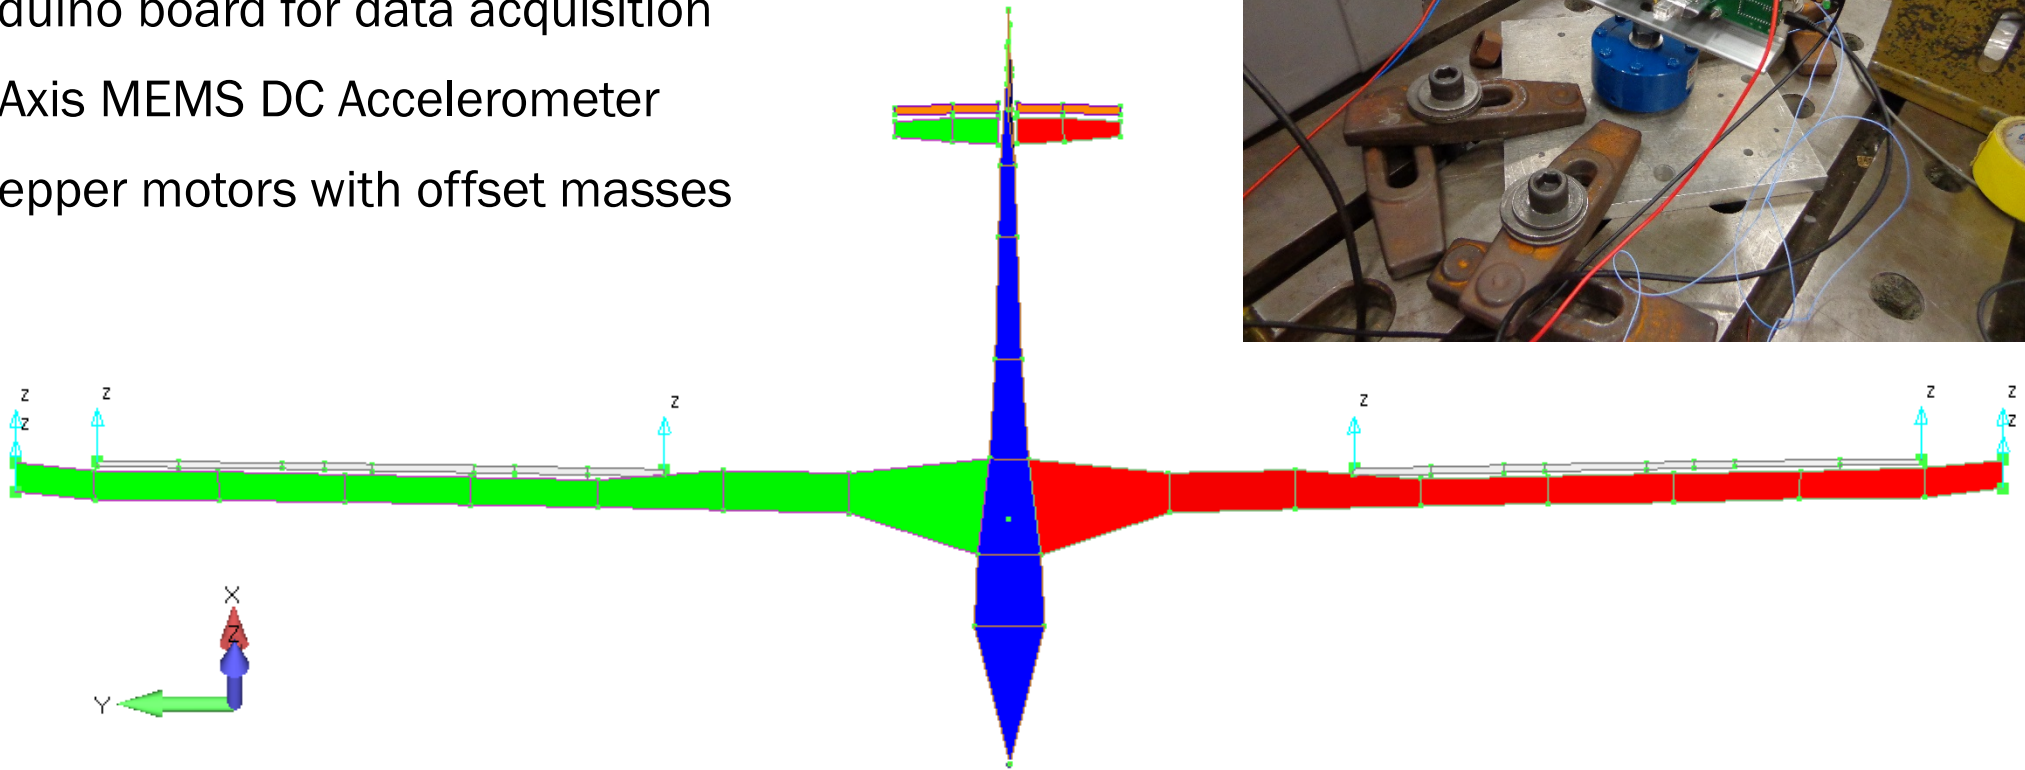 duino board for data acquisition
Axis MEMS DC Accelerometer
epper motors with offset masses
z
z
z
z
z
z
z
z
X
Z
Y